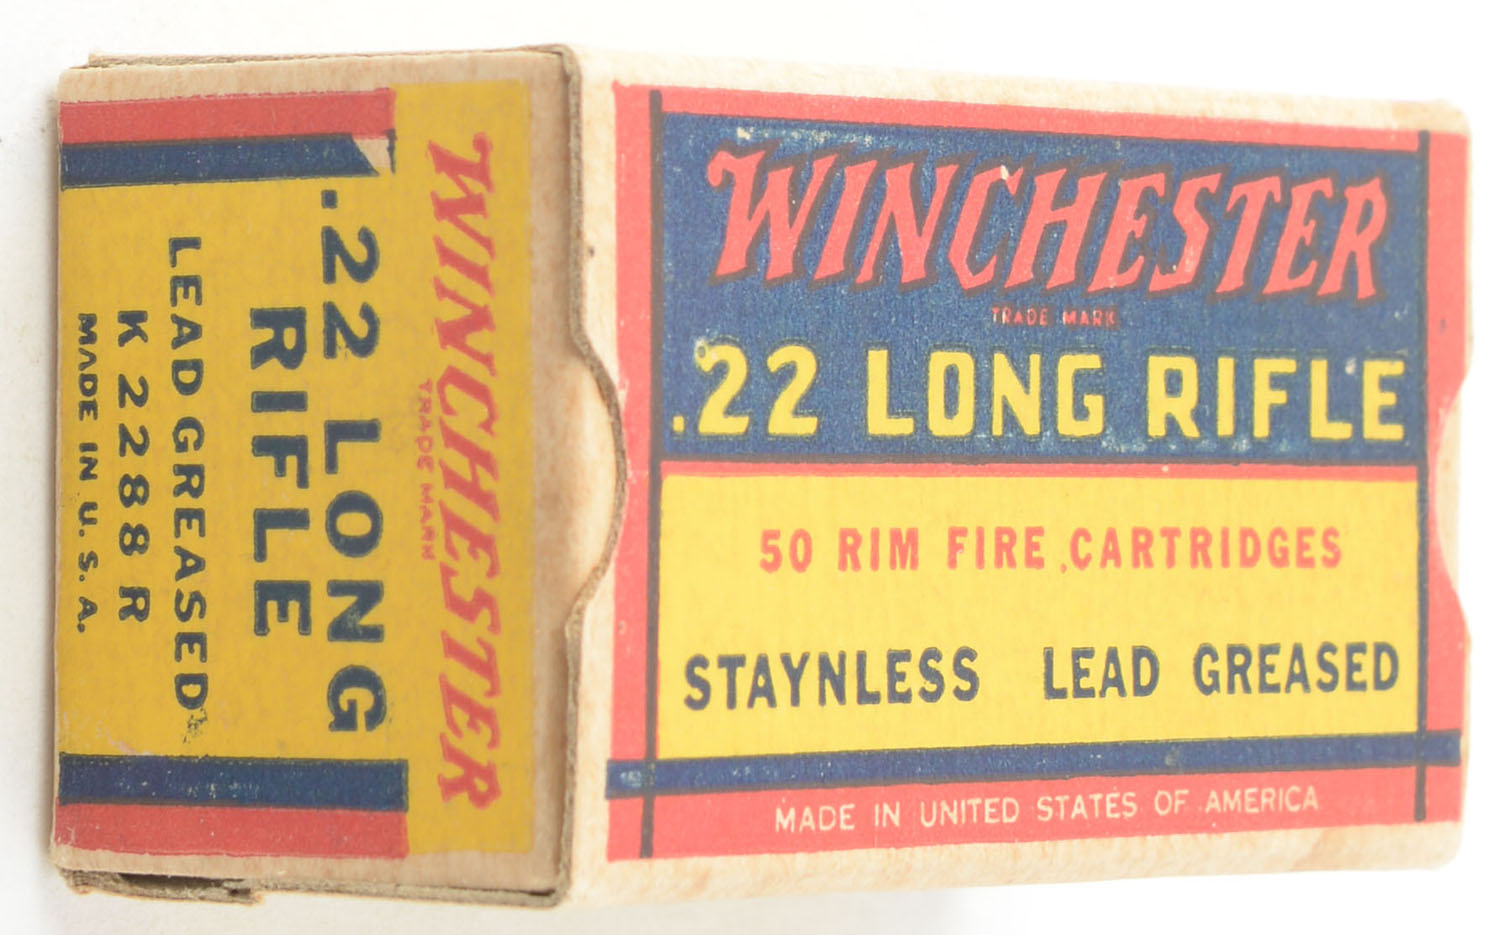 WINCHESTER
TRADE MARK
.22 LONG RIFLE
50 RIM FIRE CARTRIDGES
STAYNLESS LEAD GREASED
MADE IN UNITED STATES OF AMERICA
WINCHESTER
TRADE MARK
.22 LONG
RIFLE
LEAD GREASED
K 2288 R
MADE IN U.S.A.